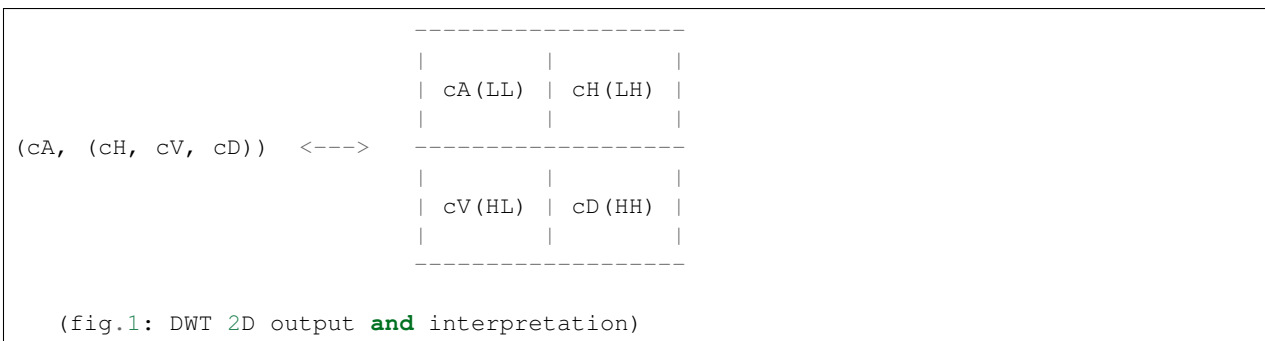 -------------------
|        |        |
| cA(LL) | cH(LH) |
|        |        |
(cA, (cH, cV, cD))  <--->   -------------------
|        |        |
| cV(HL) | cD(HH) |
|        |        |
-------------------
(fig.1: DWT 2D output and interpretation)